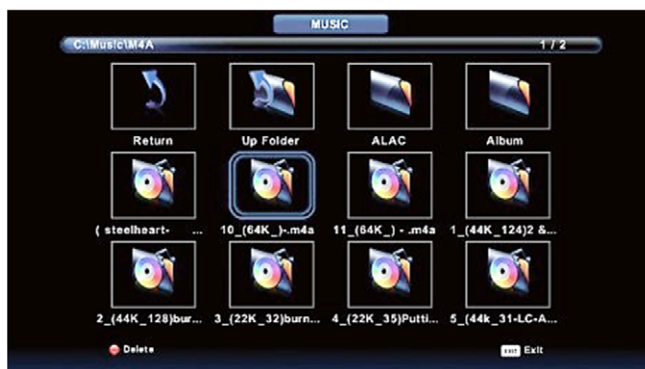 MUSIC
C:\Music\M4A 1 / 2
Return Up Folder ALAC Album
( steelheart- ... 10_(64K_)-.m4a 11_(64K_) - .m4a 1_(44K_124)2 &...
2_(44K_128)bur... 3_(22K_32)burn... 4_(22K_35)Putti... 5_(44k_31-LC-A...
Delete EXIT Exit